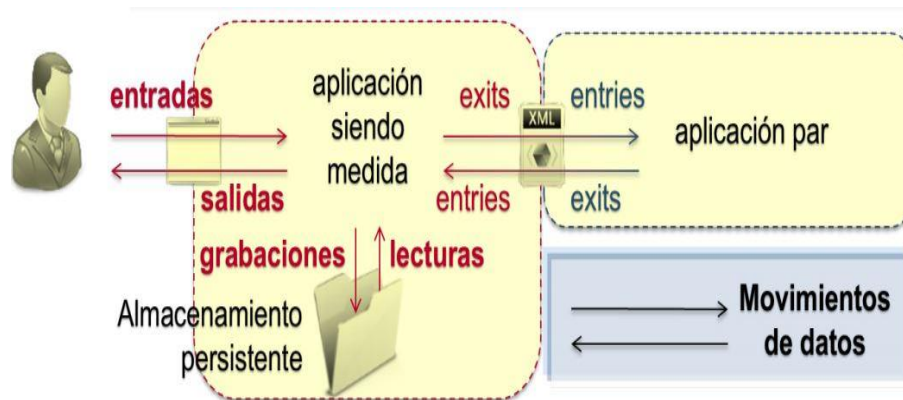 entradas
salidas
aplicación
siendo
medida
exits
entries
XML
entries
exits
aplicación par
grabaciones
lecturas
Almacenamiento
persistente
Movimientos
de datos